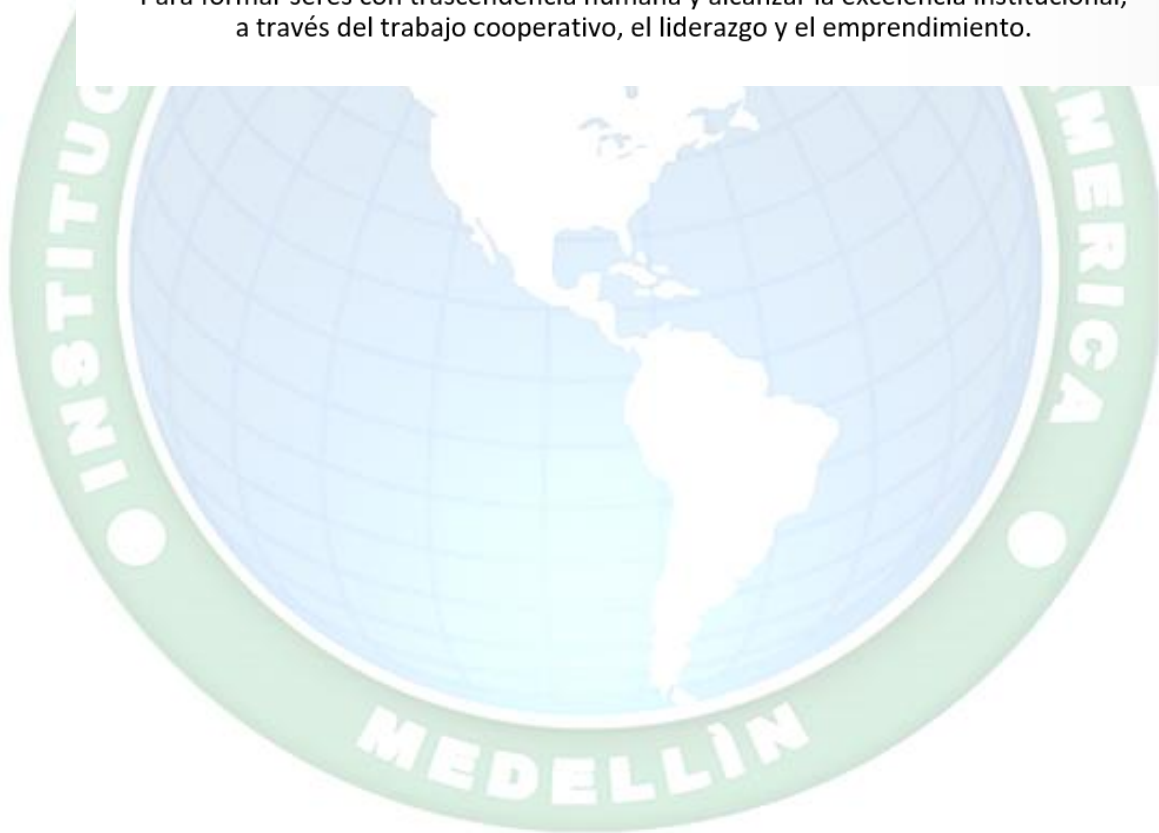 Para formar seres con trascendencia humana y alcanzar la excelencia institucional,
a través del trabajo cooperativo, el liderazgo y el emprendimiento.
MERICA
MEDELLÌN